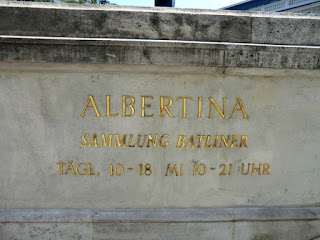 ALBERTINA
SAMMLUNG BATLINER
TÄGL. 10-18 MI 10-21 UHR